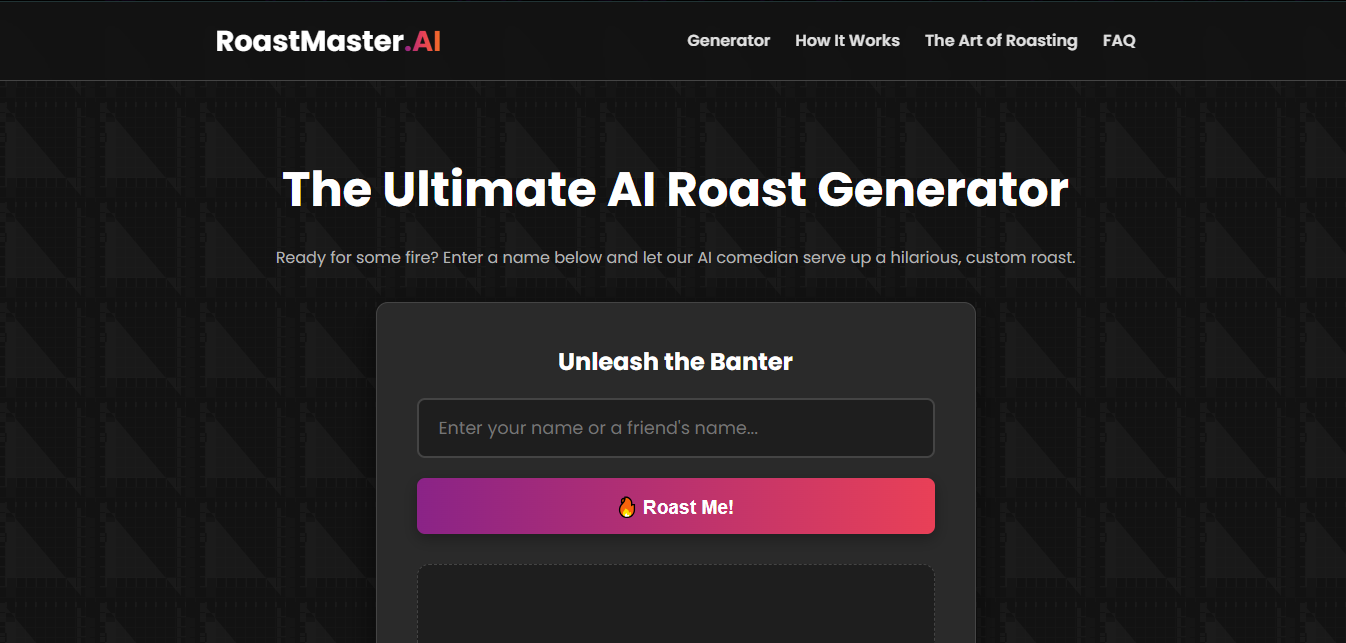 RoastMaster.AI
Generator How It Works The Art of Roasting FAQ
The Ultimate AI Roast Generator
Ready for some fire? Enter a name below and let our AI comedian serve up a hilarious, custom roast.
Unleash the Banter
Enter your name or a friend's name...
🔥 Roast Me!